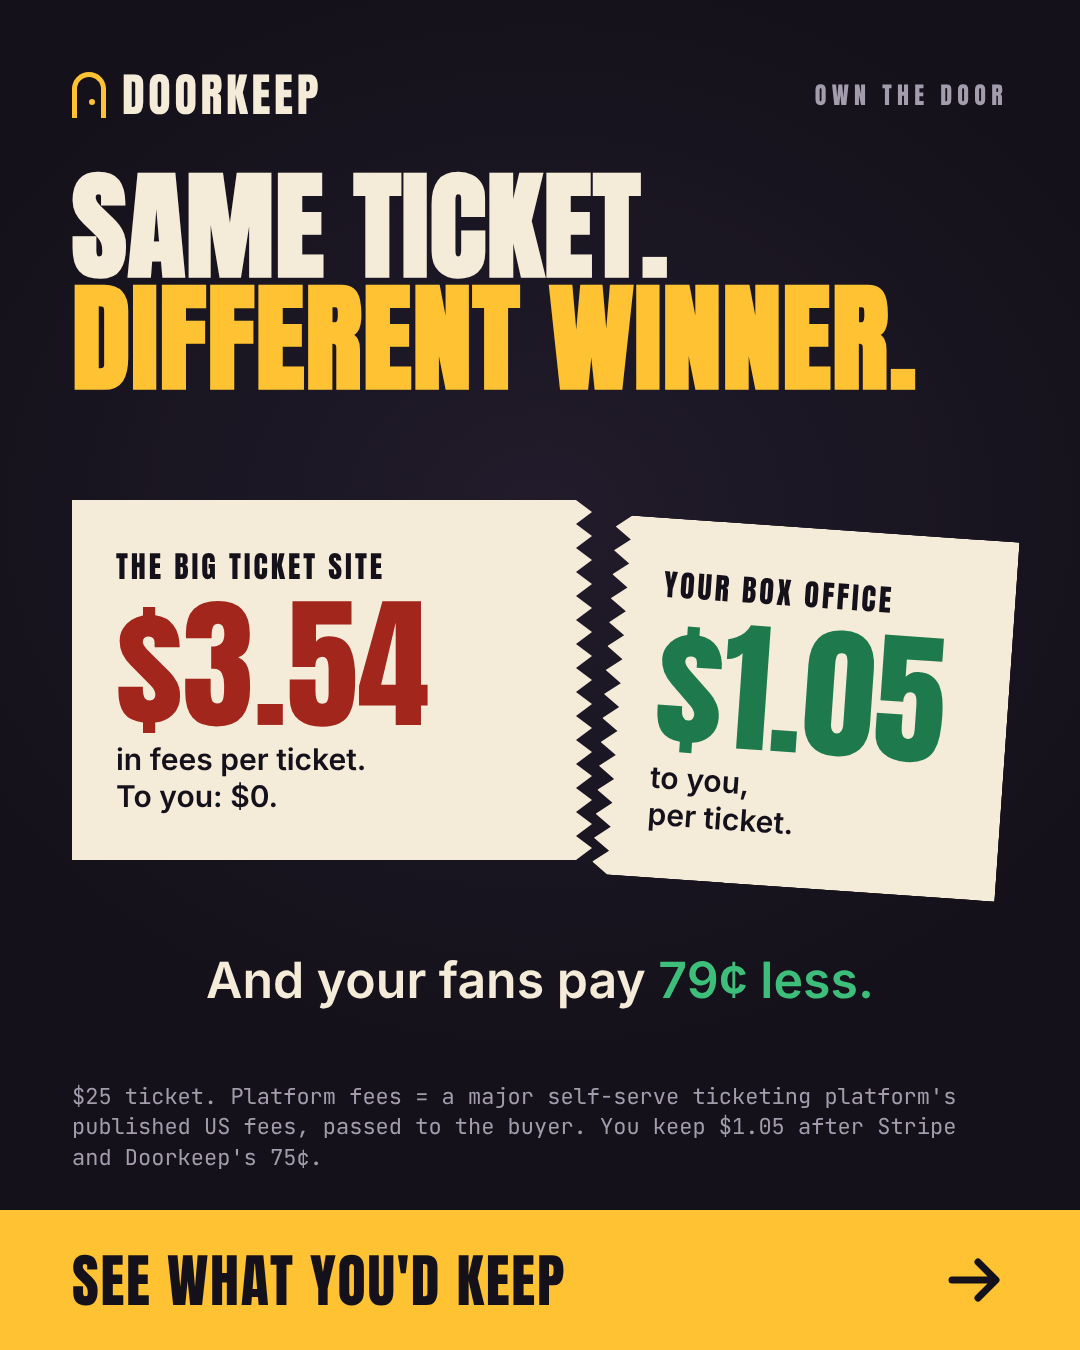 DOORKEEP
OWN THE DOOR
SAME TICKET.
DIFFERENT WINNER.
THE BIG TICKET SITE
$3.54
in fees per ticket.
To you: $0.
YOUR BOX OFFICE
$1.05
to you,
per ticket.
And your fans pay 79¢ less.
$25 ticket. Platform fees = a major self-serve ticketing platform's
published US fees, passed to the buyer. You keep $1.05 after Stripe
and Doorkeep's 75¢.
SEE WHAT YOU'D KEEP